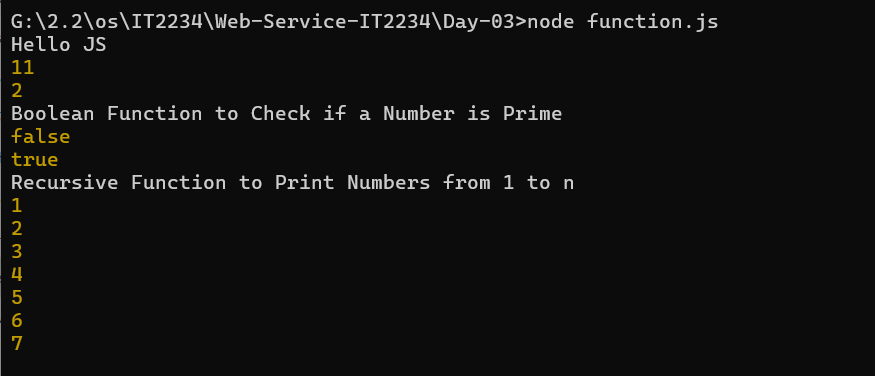 G:\2.2\os\IT2234\Web-Service-IT2234\Day-03>node function.js
Hello JS
11
2
Boolean Function to Check if a Number is Prime
false
true
Recursive Function to Print Numbers from 1 to n
1
2
3
4
5
6
7